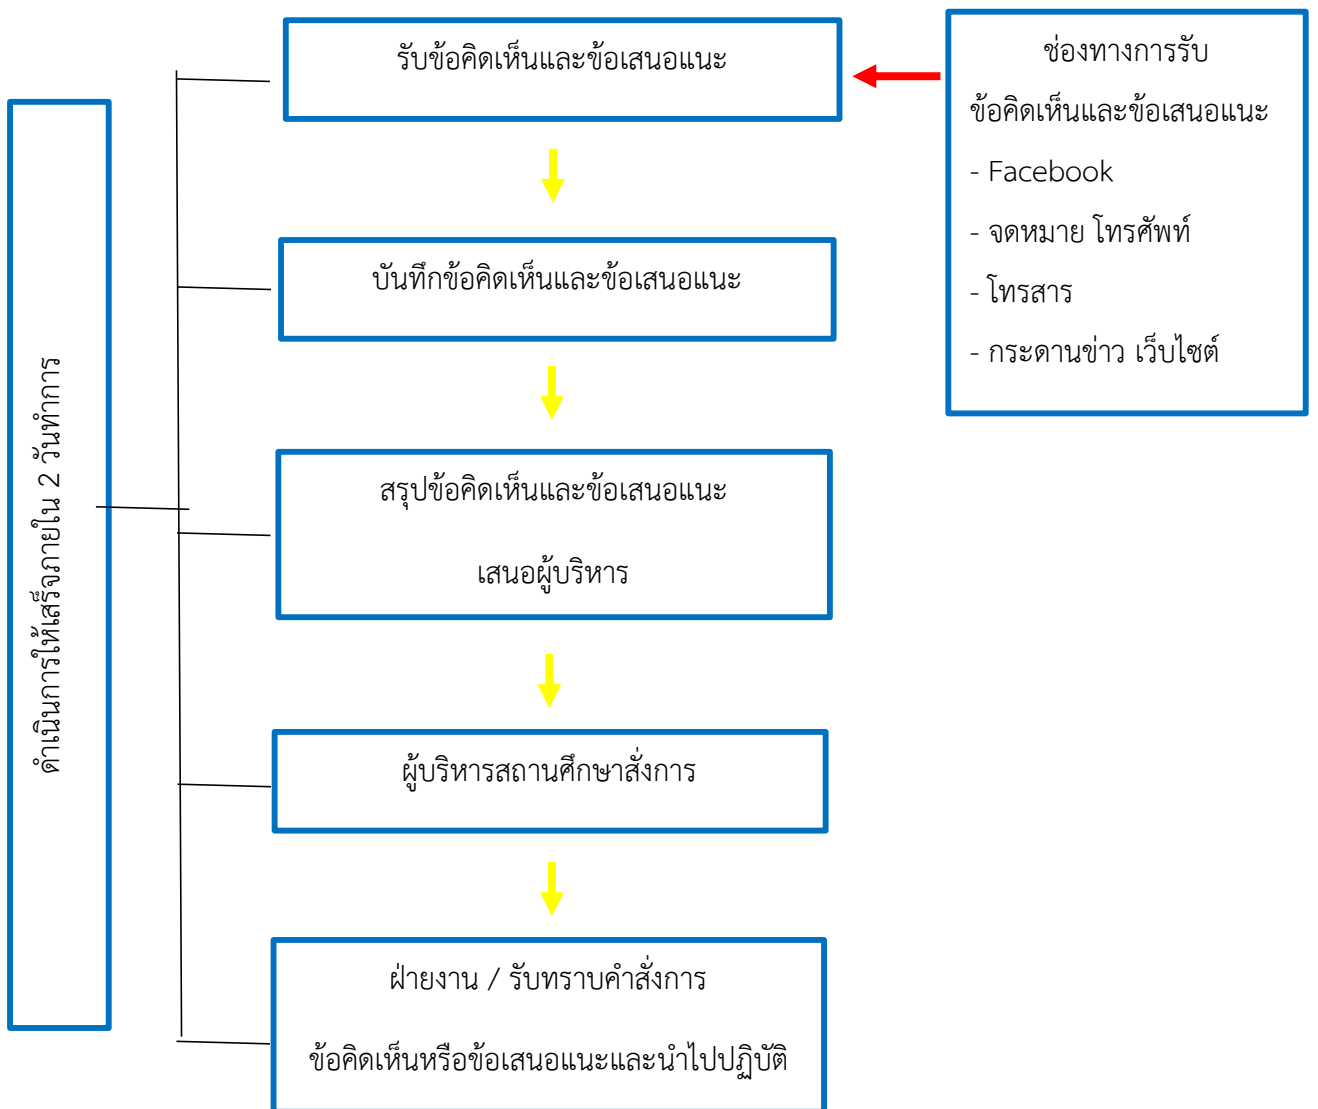 รับข้อคิดเห็นและข้อเสนอแนะ
ช่องทางการรับ
ข้อคิดเห็นและข้อเสนอแนะ
- Facebook
- จดหมาย โทรศัพท์
- โทรสาร
- กระดานข่าว เว็บไซต์
บันทึกข้อคิดเห็นและข้อเสนอแนะ
ดำเนินการให้เสร็จภายใน 2 วันทำการ
สรุปข้อคิดเห็นและข้อเสนอแนะ
เสนอผู้บริหาร
ผู้บริหารสถานศึกษาสั่งการ
ฝ่ายงาน / รับทราบคำสั่งการ
ข้อคิดเห็นหรือข้อเสนอแนะและนำไปปฏิบัติ